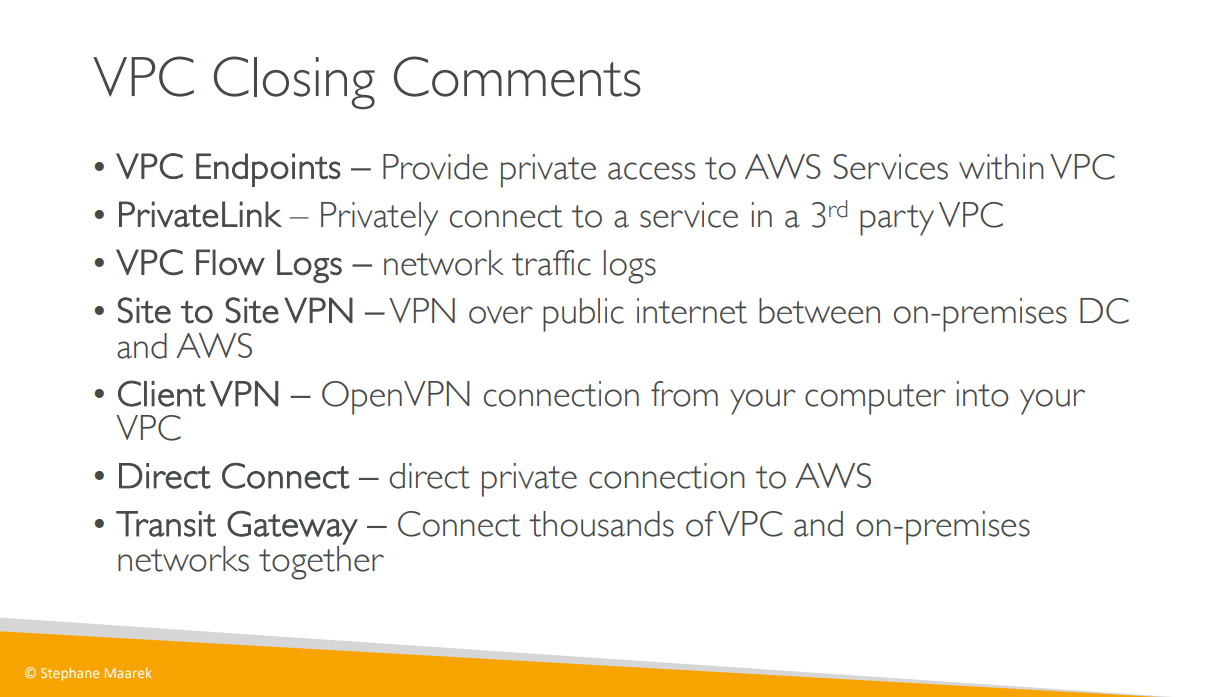 VPC Closing Comments
• VPC Endpoints – Provide private access to AWS Services within VPC
• PrivateLink – Privately connect to a service in a 3rd party VPC
• VPC Flow Logs – network traffic logs
• Site to Site VPN – VPN over public internet between on-premises DC
and AWS
• Client VPN – OpenVPN connection from your computer into your
VPC
• Direct Connect – direct private connection to AWS
• Transit Gateway – Connect thousands of VPC and on-premises
networks together
© Stephane Maarek